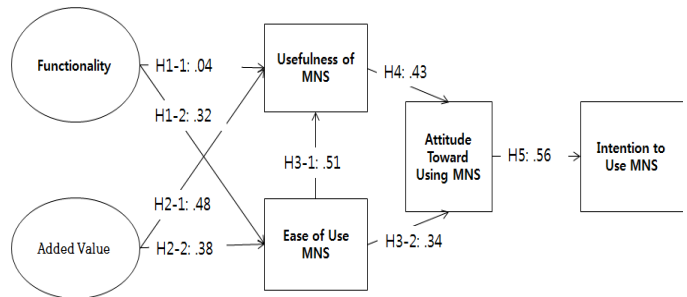 Functionality
H1-1: .04
Usefulness of
MNS
H4: .43
H1-2: .32
Attitude
Toward
Using MNS
H5: .56
Intention to
Use MNS
H3-1: .51
H2-1: .48
Added Value
H2-2: .38
Ease of Use
MNS
H3-2: .34